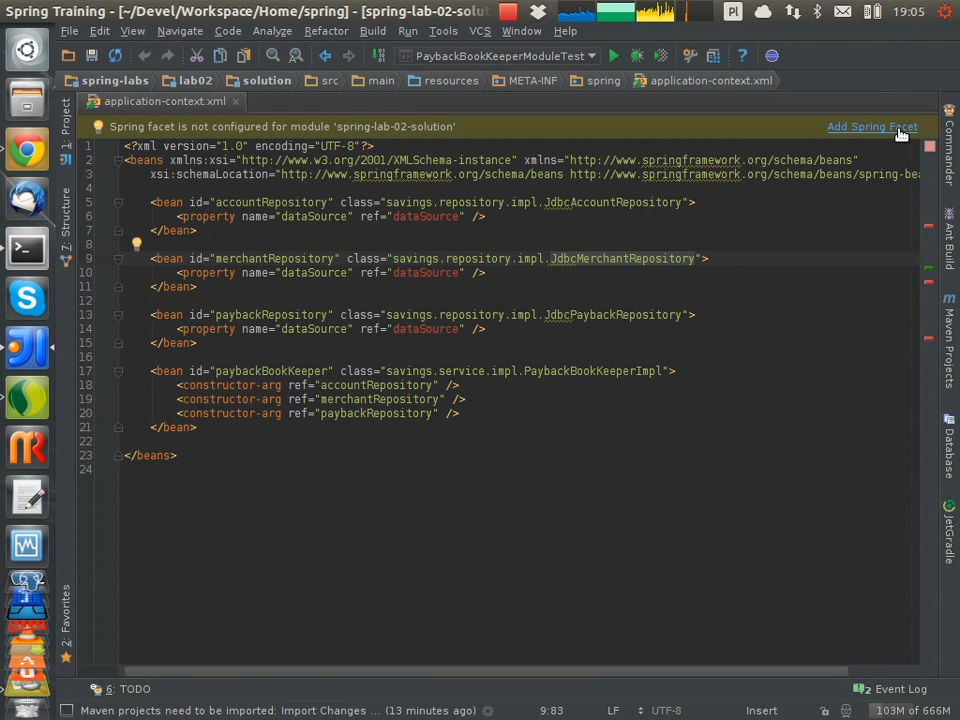 Spring Training - [~/Devel/Workspace/Home/spring] - [spring-lab-02-solut
Pl
19:05
File Edit View Navigate Code Analyze Refactor Build Run Tools VCS Window Help
PaybackBookKeeperModuleTest
spring-labs lab02 solution src main resources META-INF spring application-context.xml
application-context.xml
Spring facet is not configured for module 'spring-lab-02-solution'
Add Spring Facet
1 <?xml version="1.0" encoding="UTF-8"?>
2 <beans xmlns:xsi="http://www.w3.org/2001/XMLSchema-instance" xmlns="http://www.springframework.org/schema/beans"
3 xsi:schemaLocation="http://www.springframework.org/schema/beans http://www.springframework.org/schema/beans/spring-bea
4
5 <bean id="accountRepository" class="savings.repository.impl.JdbcAccountRepository">
6 <property name="dataSource" ref="dataSource" />
7 </bean>
8
9 <bean id="merchantRepository" class="savings.repository.impl.JdbcMerchantRepository">
10 <property name="dataSource" ref="dataSource" />
11 </bean>
12
13 <bean id="paybackRepository" class="savings.repository.impl.JdbcPaybackRepository">
14 <property name="dataSource" ref="dataSource" />
15 </bean>
16
17 <bean id="paybackBookKeeper" class="savings.service.impl.PaybackBookKeeperImpl">
18 <constructor-arg ref="accountRepository" />
19 <constructor-arg ref="merchantRepository" />
20 <constructor-arg ref="paybackRepository" />
21 </bean>
22
23 </beans>
24
1: Project
7: Structure
2: Favorites
Commander
Ant Build
Maven Projects
Database
JetGradle
6: TODO
2 Event Log
Maven projects need to be imported: Import Changes ... (13 minutes ago)
9:83
LF
UTF-8
Insert
103M of 666M